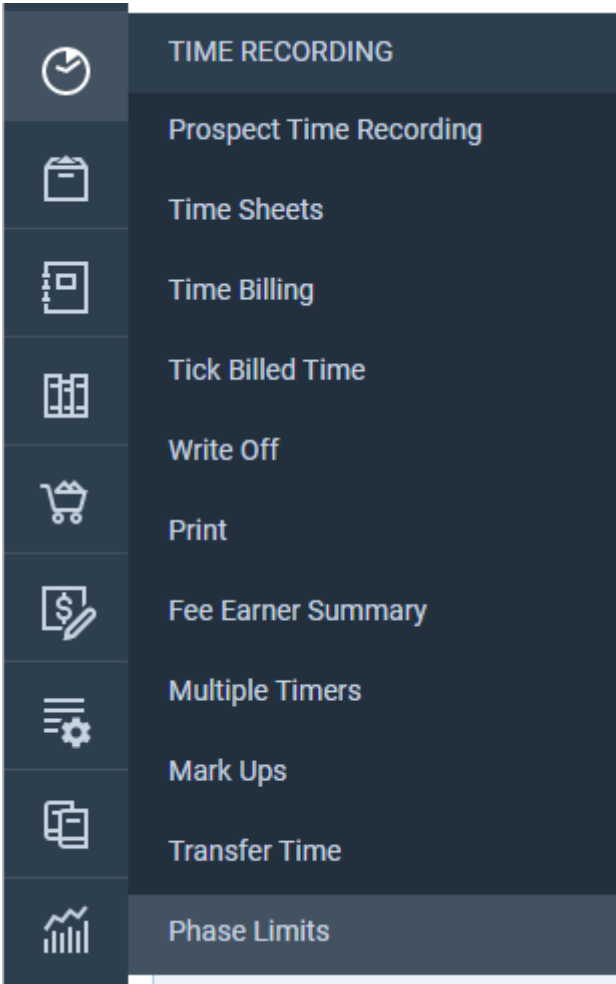 TIME RECORDING
Prospect Time Recording
Time Sheets
Time Billing
Tick Billed Time
Write Off
Print
Fee Earner Summary
Multiple Timers
Mark Ups
Transfer Time
Phase Limits